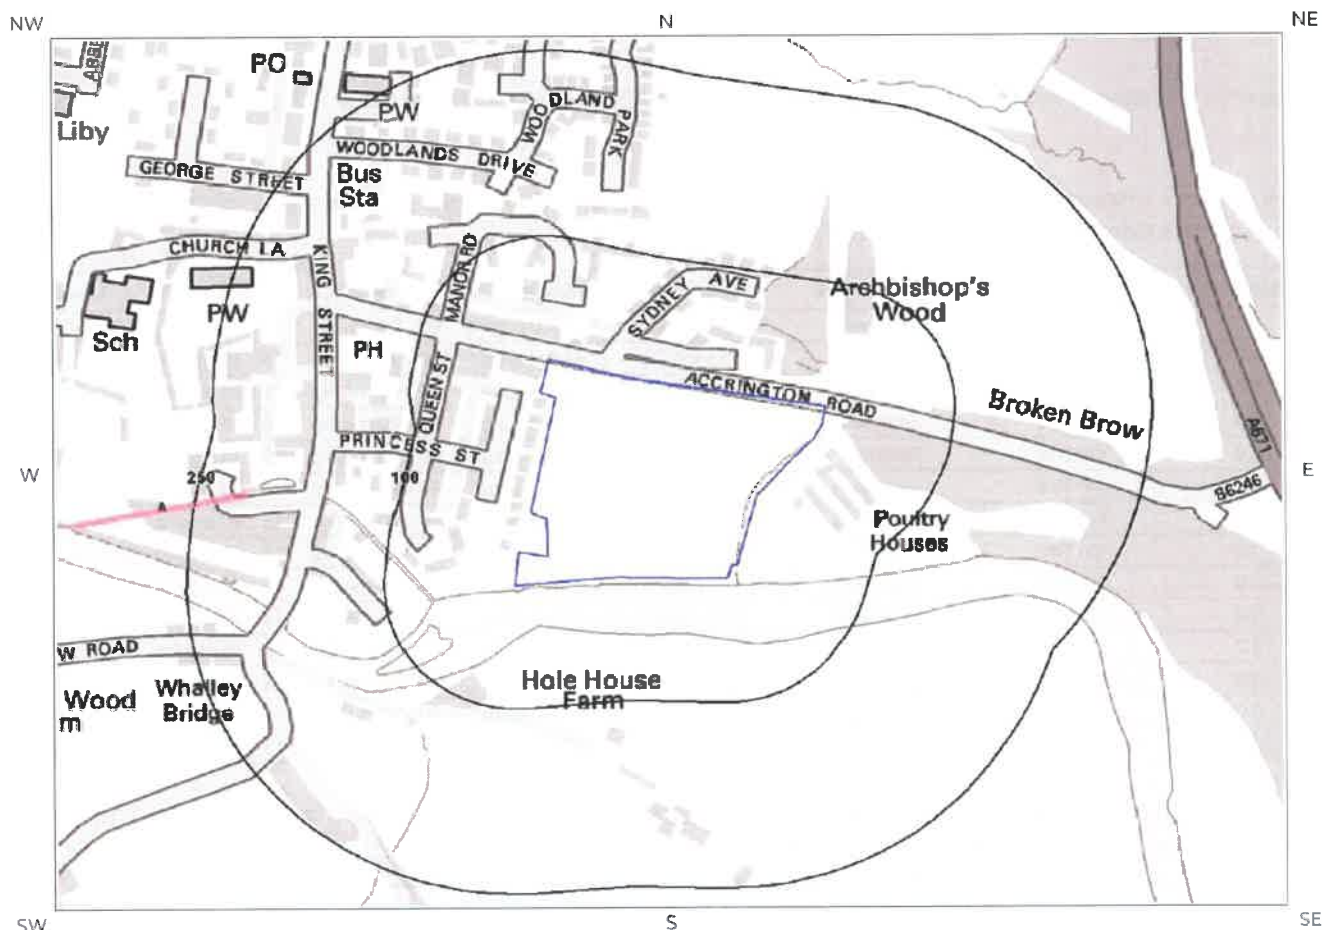 NW
N
NE
ABBE
PO
PW
WOODLAND
PARK
Liby
WOODLANDS DRIVE
GEORGE STREET
Bus
Sta
CHURCH LA
KING STREET
MANOR RD
PW
SYDNEY AVE
Archbishop's
Wood
Sch
PH
QUEEN ST
ACCRINGTON ROAD
Broken Brow
A671
PRINCESS ST
W
250
100
E
B6246
A
Poultry
Houses
W ROAD
Wood
m
Whalley
Bridge
Hole House
Farm
SW
S
SE